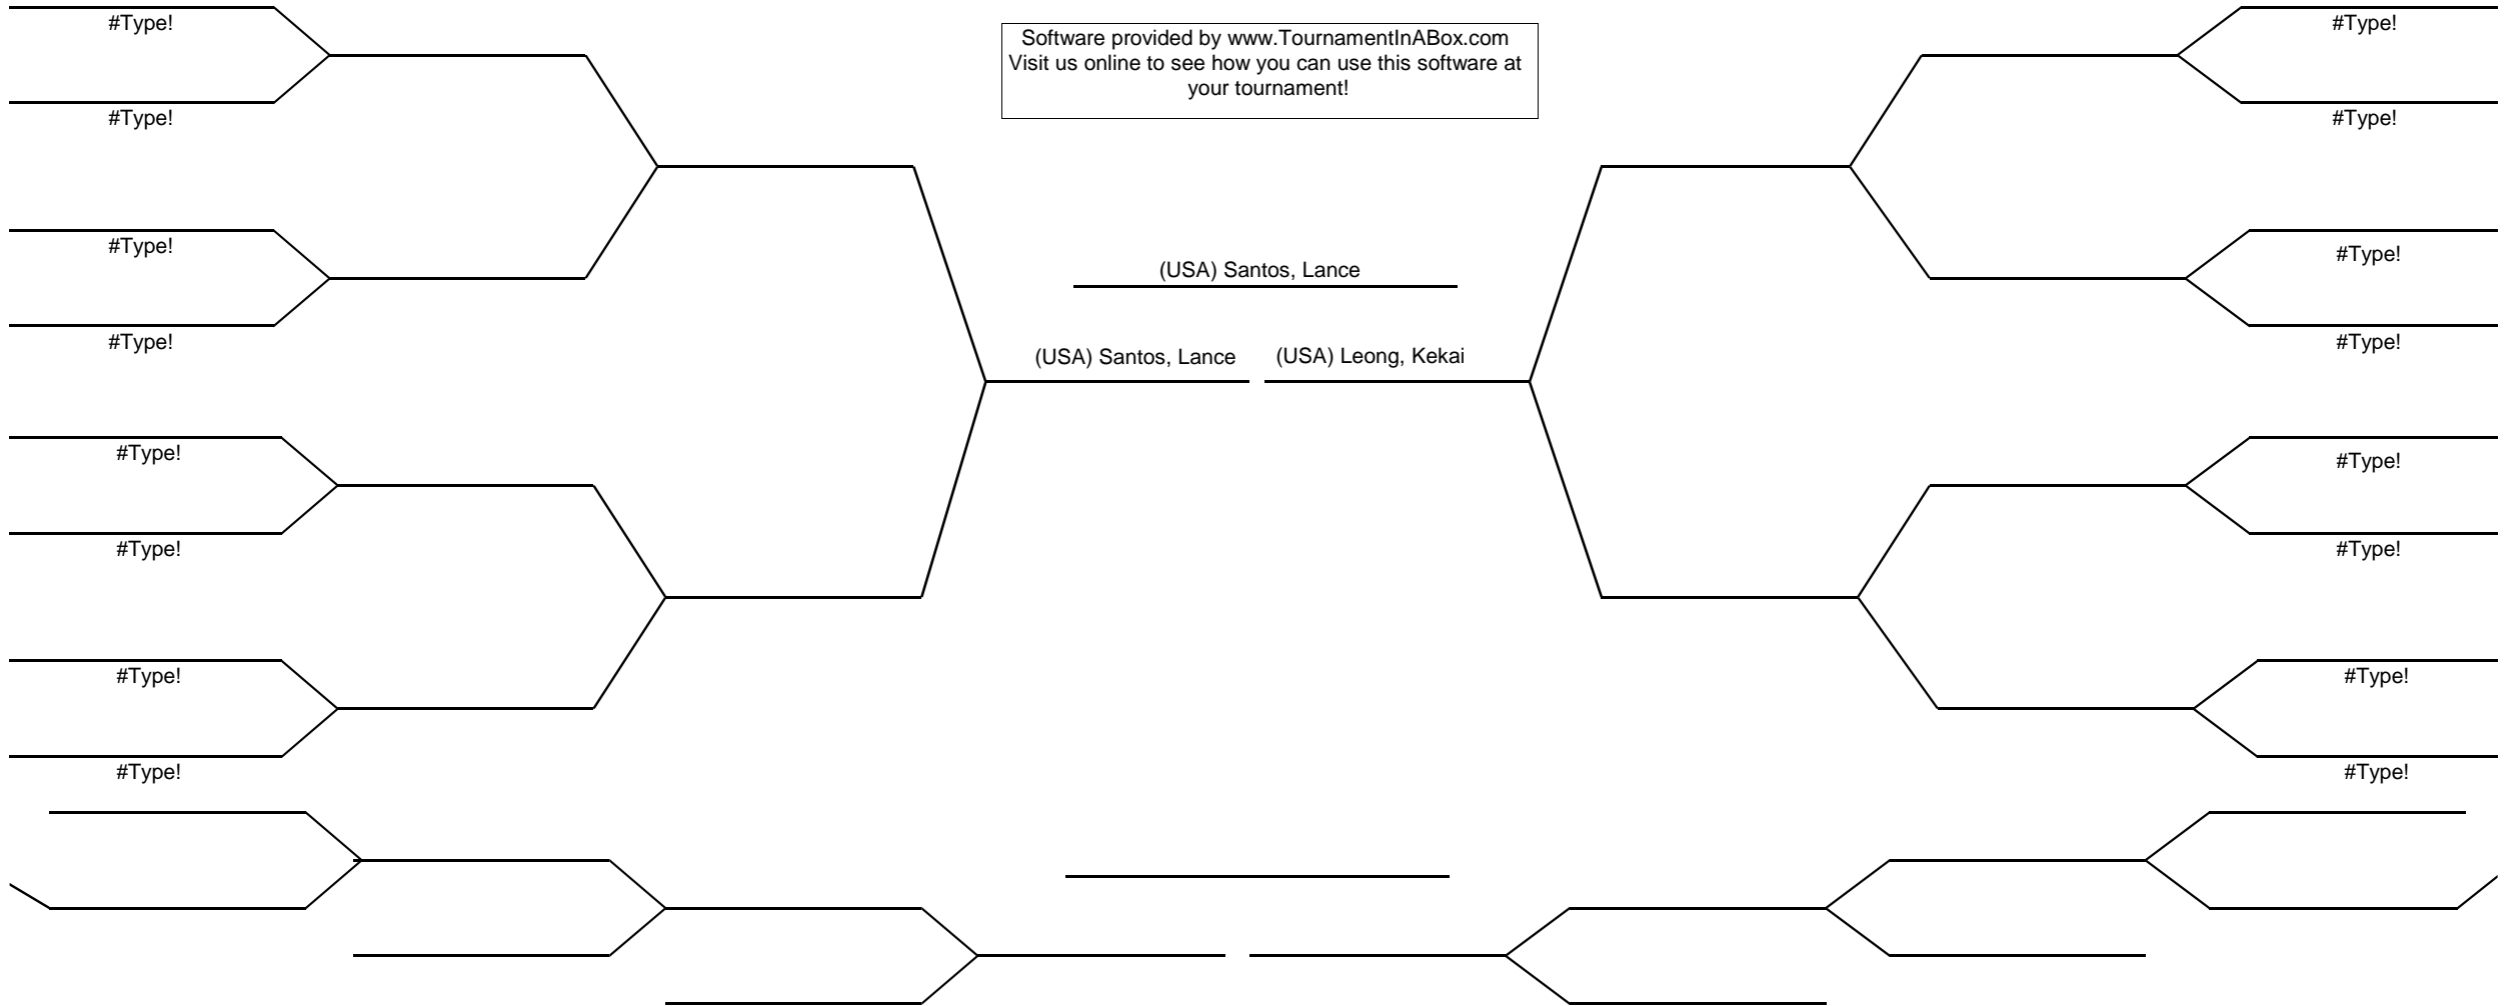 #Type!
#Type!
Software provided by www.TournamentInABox.com
Visit us online to see how you can use this software at
your tournament!
#Type!
#Type!
#Type!
#Type!
(USA) Santos, Lance
#Type!
#Type!
(USA) Santos, Lance
(USA) Leong, Kekai
#Type!
#Type!
#Type!
#Type!
#Type!
#Type!
#Type!
#Type!